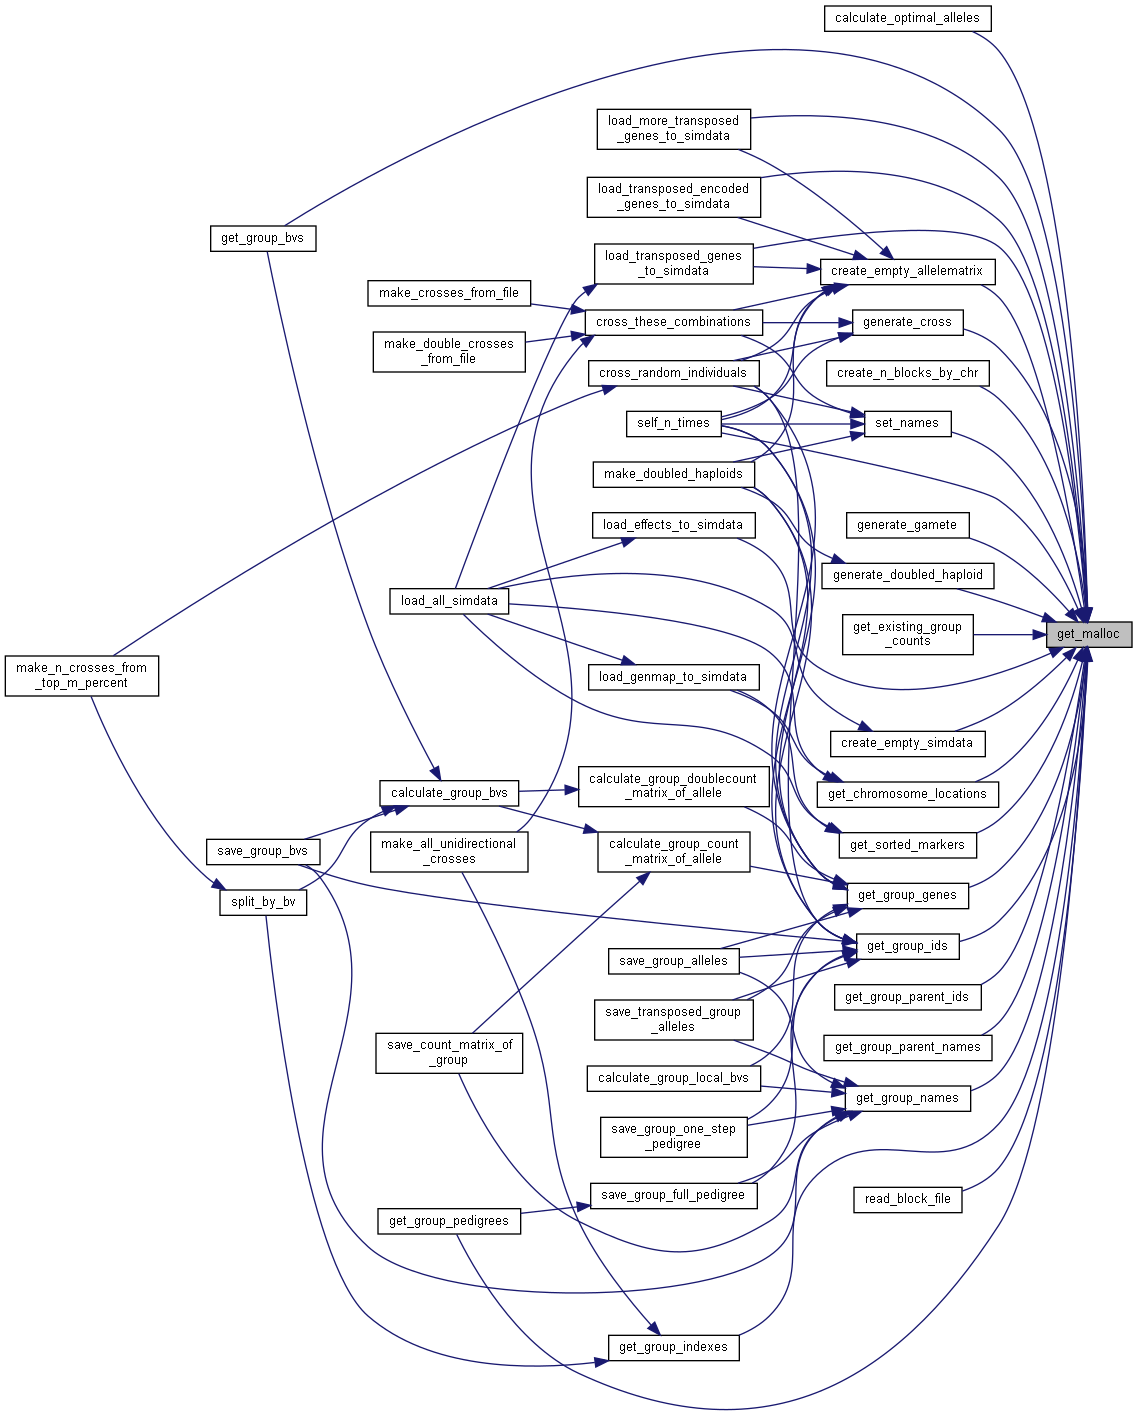 calculate_optimal_alleles
load_more_transposed
_genes_to_simdata
load_transposed_encoded
_genes_to_simdata
get_group_bvs
load_transposed_genes
_to_simdata
create_empty_allelematrix
make_crosses_from_file
cross_these_combinations
generate_cross
make_double_crosses
_from_file
cross_random_individuals
create_n_blocks_by_chr
self_n_times
set_names
make_doubled_haploids
load_effects_to_simdata
generate_gamete
generate_doubled_haploid
load_all_simdata
get_existing_group
_counts
get_malloc
make_n_crosses_from
_top_m_percent
load_genmap_to_simdata
create_empty_simdata
calculate_group_bvs
calculate_group_doublecount
_matrix_of_allele
get_chromosome_locations
save_group_bvs
make_all_unidirectional
_crosses
calculate_group_count
_matrix_of_allele
get_sorted_markers
split_by_bv
get_group_genes
save_group_alleles
get_group_ids
get_group_parent_ids
save_transposed_group
_alleles
save_count_matrix_of
_group
get_group_parent_names
calculate_group_local_bvs
get_group_names
save_group_one_step
_pedigree
save_group_full_pedigree
read_block_file
get_group_pedigrees
get_group_indexes